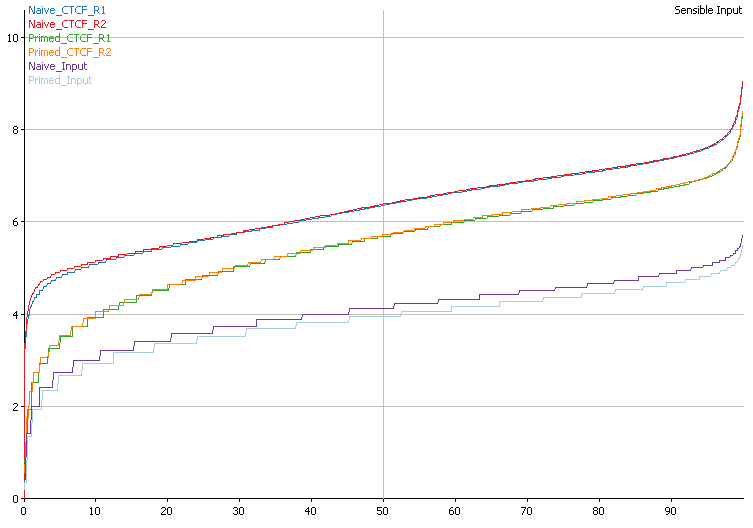 Naive_CTCF_R1
Sensible Input
Naive_CTCF_R2
Primed_CTCF_R1
Primed_CTCF_R2
Naive_Input
Primed_Input
10
8
6
4
2
0
0 10 20 30 40 50 60 70 80 90